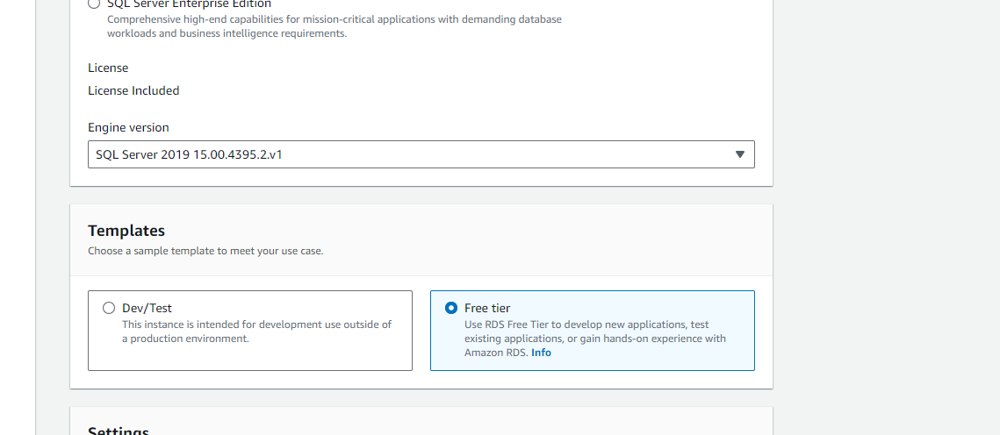 SQL Server Enterprise Edition
Comprehensive high-end capabilities for mission-critical applications with demanding database
workloads and business intelligence requirements.
License
License Included
Engine version
SQL Server 2019 15.00.4395.2.v1
Templates
Choose a sample template to meet your use case.
Dev/Test
This instance is intended for development use outside of
a production environment.
Free tier
Use RDS Free Tier to develop new applications, test
existing applications, or gain hands-on experience with
Amazon RDS. Info
Settings